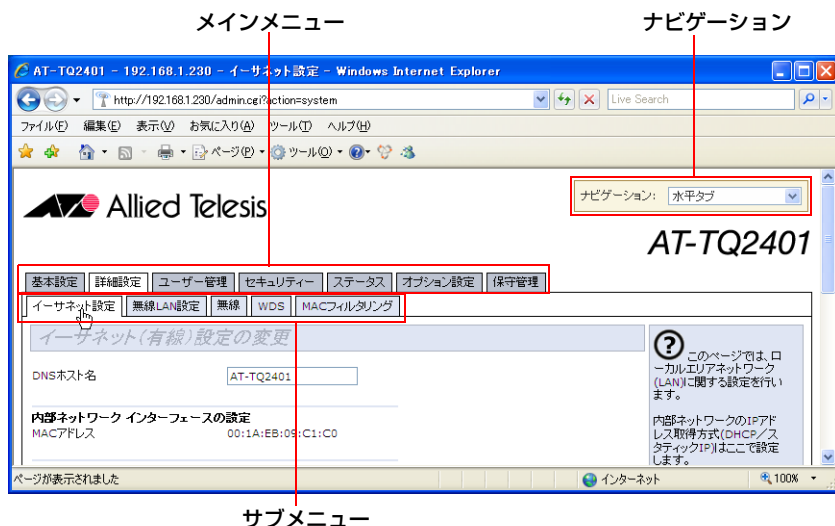 メインメニュー
ナビゲーション
AT-TQ2401 - 192.168.1.230 - イーサネット設定 - Windows Internet Explorer
http://192.168.1.230/admin.cgi?action=system
Live Search
ファイル(F) 編集(E) 表示(V) お気に入り(A) ツール(T) ヘルプ(H)
ページ(P) ツール(O)
ナビゲーション: 水平タブ
Allied Telesis
AT-TQ2401
基本設定 詳細設定 ユーザー管理 セキュリティー ステータス オプション設定 保守管理
イーサネット設定 無線LAN設定 無線 WDS MACフィルタリング
イーサネット(有線)設定の変更
DNSホスト名 AT-TQ2401
内部ネットワーク インターフェースの設定
MACアドレス 00:1A:EB:09:C1:C0
このページでは、ロ
ーカルエリアネットワーク
(LAN)に関する設定を行い
ます。
内部ネットワークのIPアド
レス取得方式(DHCP/ス
タティックIP)はここで設定
します。
ページが表示されました
インターネット
100%
サブメニュー